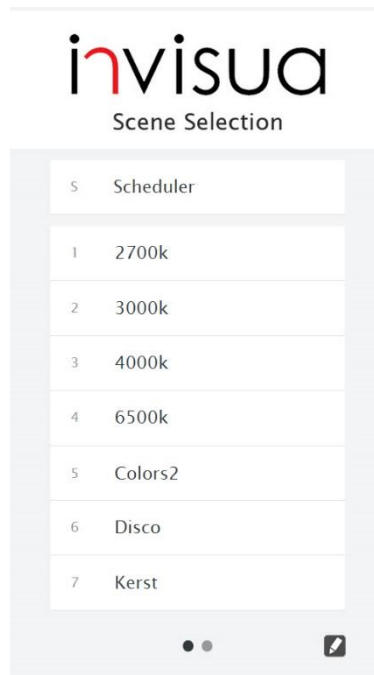 invisua
Scene Selection
S Scheduler
1 2700k
2 3000k
3 4000k
4 6500k
5 Colors2
6 Disco
7 Kerst